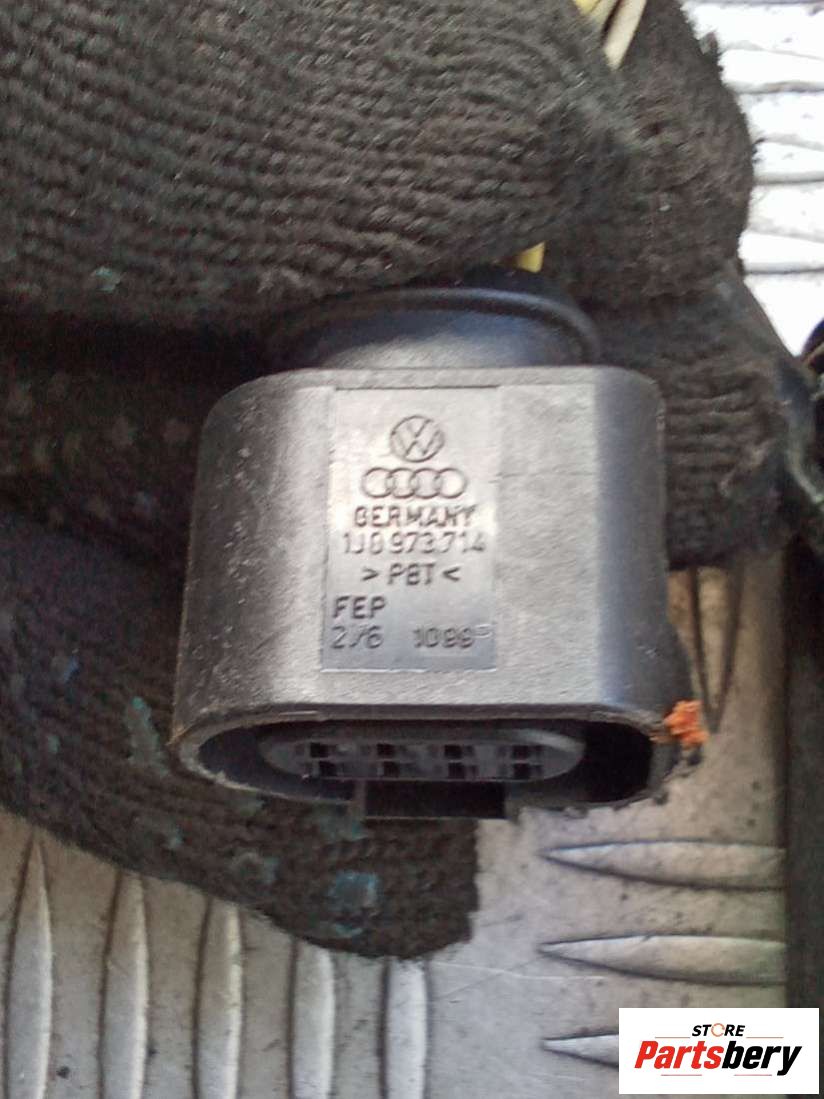 GERMANY
1J0 973 714
> PBT <
FEP
2/6 1099
STORE
Partsbery